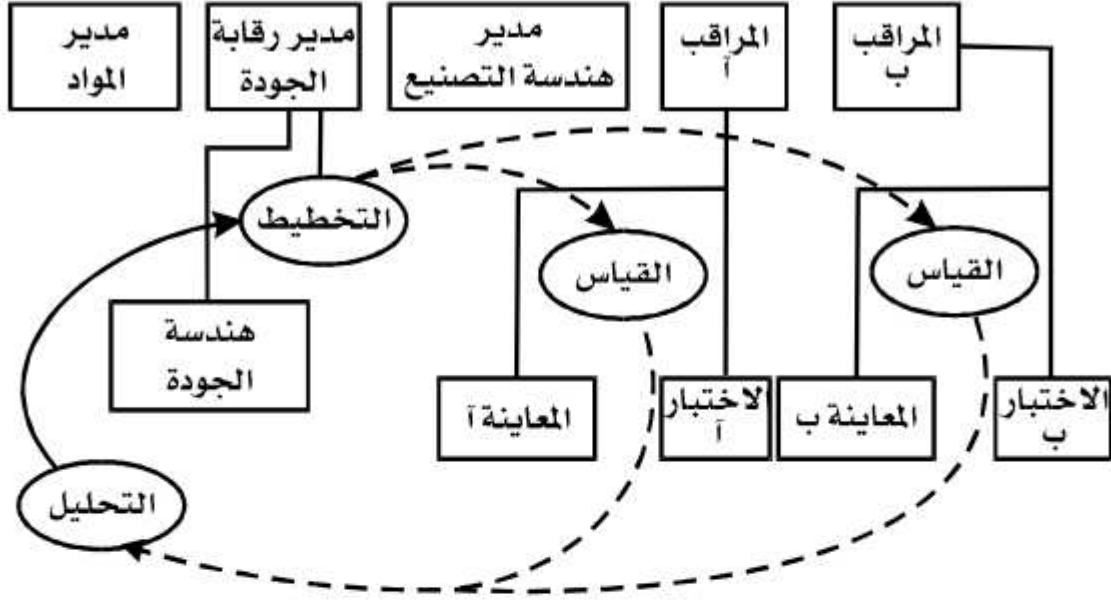 المراقب
ب
المراقب
آ
مدير
هندسة التصنيع
مدير رقابة
الجودة
مدير
المواد
التخطيط
القياس
القياس
هندسة
الجودة
الاختبار
ب
المعاينة ب
الاختبار
آ
المعاينة آ
التحليل